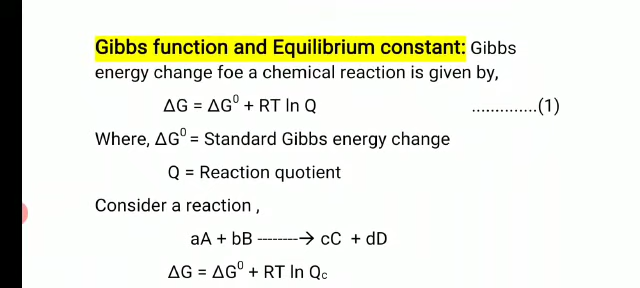 Gibbs function and Equilibrium constant: Gibbs
energy change foe a chemical reaction is given by,
ΔG = ΔG⁰ + RT ln Q ..............(1)
Where, ΔG⁰ = Standard Gibbs energy change
Q = Reaction quotient
Consider a reaction ,
aA + bB --------→ cC + dD
ΔG = ΔG⁰ + RT ln Qc